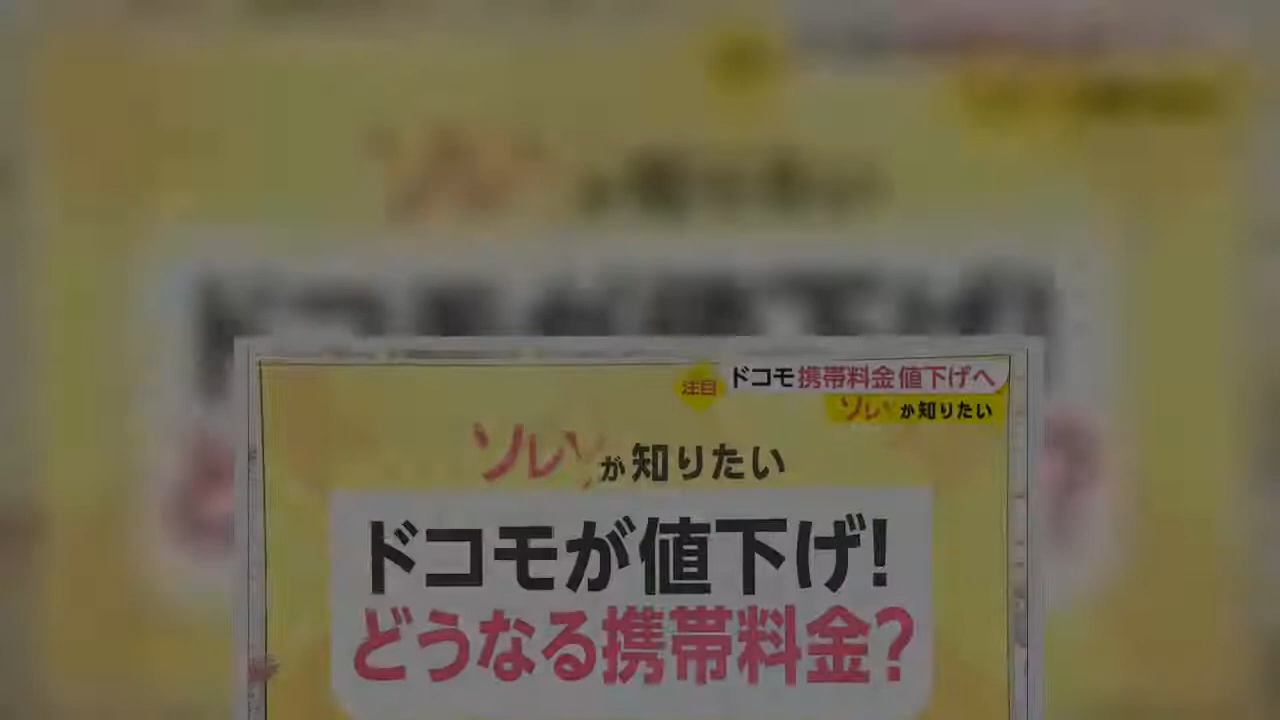 注目
ドコモ携帯料金値下げへ
ソレが知りたい
ソレが知りたい
ドコモが値下げ!
どうなる携帯料金?